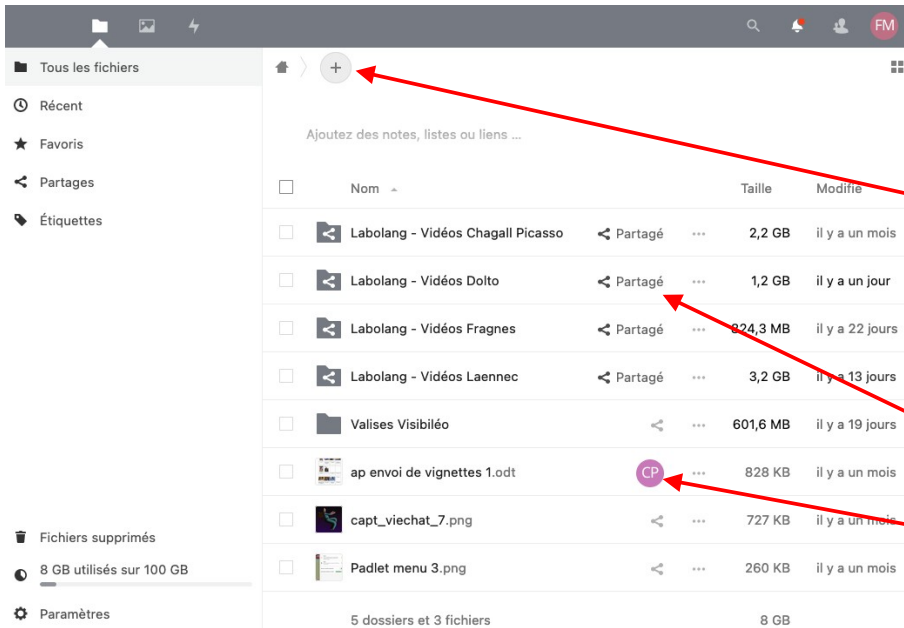 FM
Tous les fichiers
+
Récent
Favoris
Partages
Étiquettes
Ajoutez des notes, listes ou liens ...
Nom Taille Modifié
Labolang - Vidéos Chagall Picasso Partagé ... 2,2 GB il y a un mois
Labolang - Vidéos Dolto Partagé ... 1,2 GB il y a un jour
Labolang - Vidéos Fragnes Partagé ... 824,3 MB il y a 22 jours
Labolang - Vidéos Laennec Partagé ... 3,2 GB il y a 13 jours
Valises Visibiléo ... 601,6 MB il y a 19 jours
ap envoi de vignettes 1.odt CP ... 828 KB il y a un mois
capt_viechat_7.png ... 727 KB il y a un mois
Padlet menu 3.png ... 260 KB il y a un mois
5 dossiers et 3 fichiers 8 GB
Fichiers supprimés
8 GB utilisés sur 100 GB
Paramètres